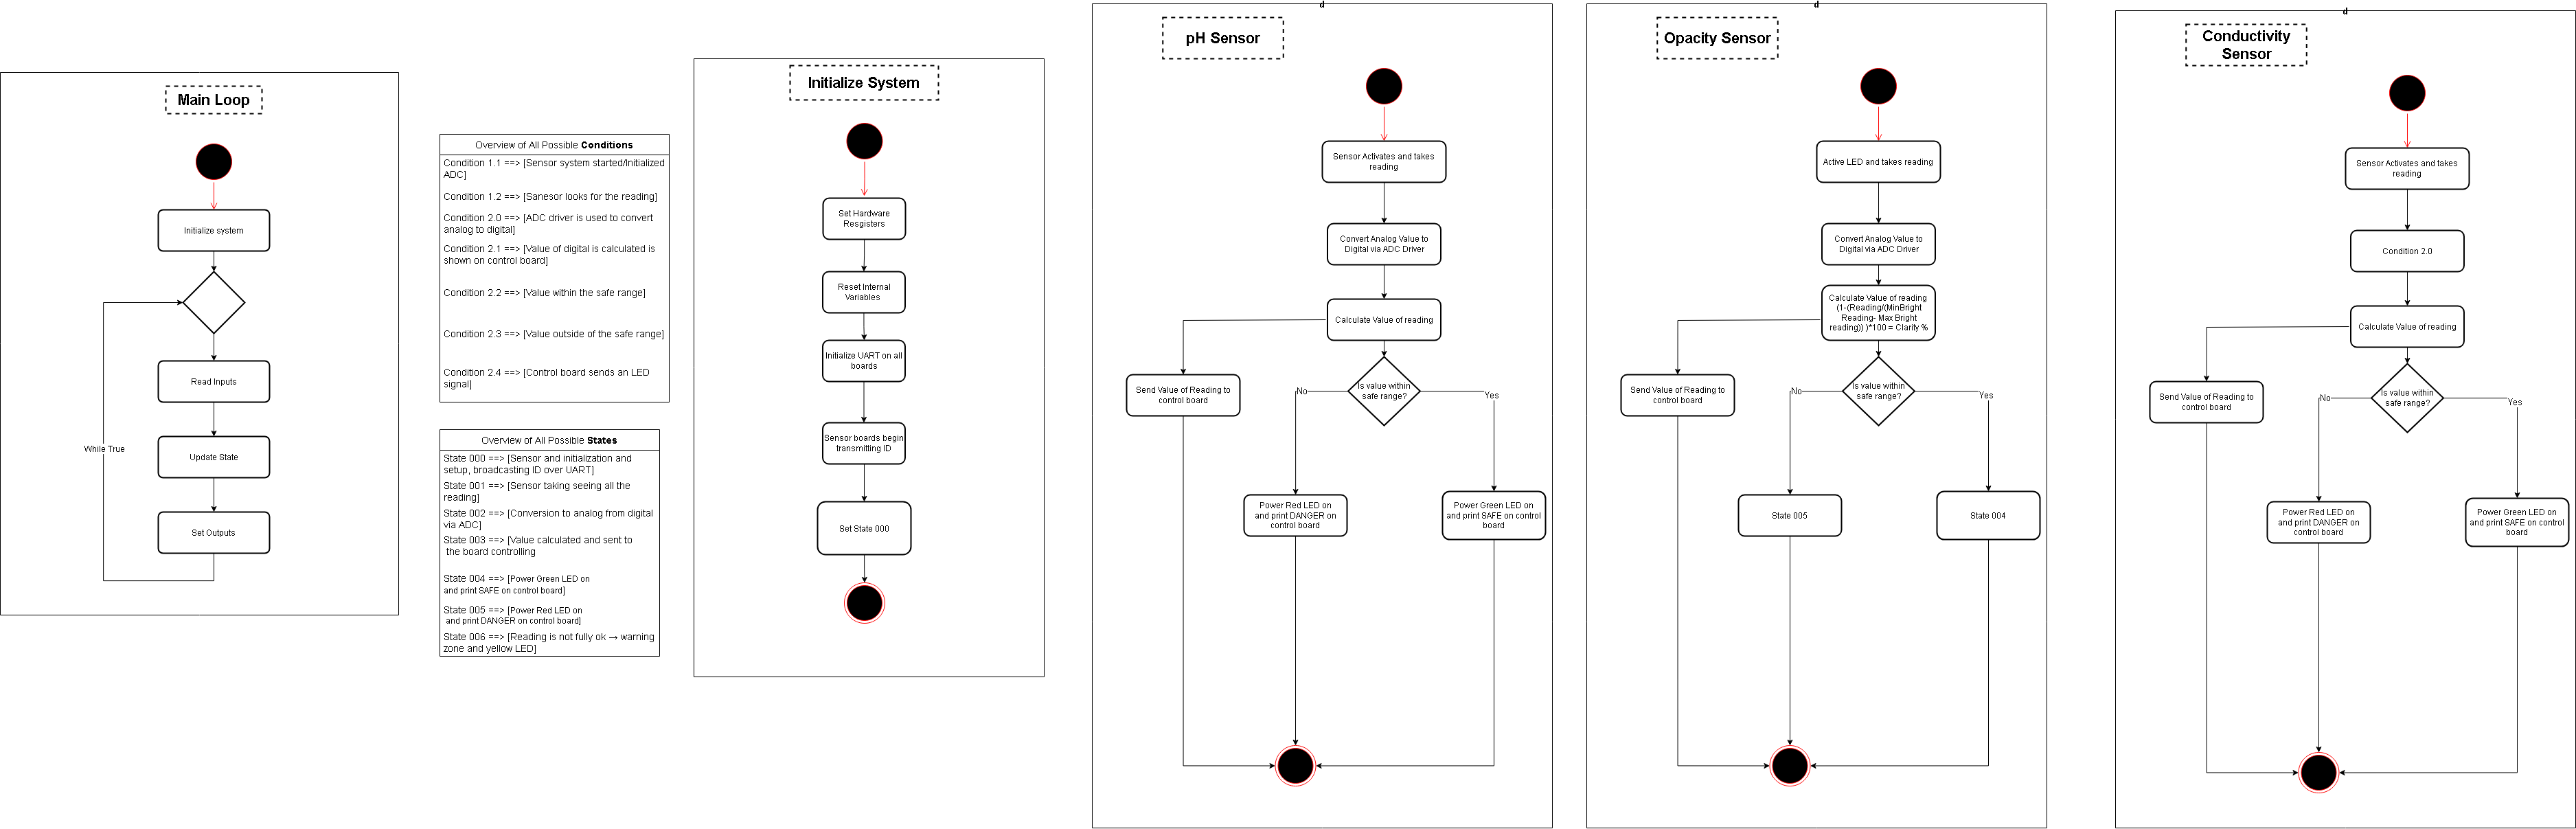 Main Loop
Initialize system
Read Inputs
Update State
Set Outputs
While True
Overview of All Possible Conditions
Condition 1.1 ==> [Sensor system started/Initialized
ADC]
Condition 1.2 ==> [Sanesor looks for the reading]
Condition 2.0 ==> [ADC driver is used to convert
analog to digital]
Condition 2.1 ==> [Value of digital is calculated is
shown on control board]
Condition 2.2 ==> [Value within the safe range]
Condition 2.3 ==> [Value outside of the safe range]
Condition 2.4 ==> [Control board sends an LED
signal]
Overview of All Possible States
State 000 ==> [Sensor and initialization and
setup, broadcasting ID over UART]
State 001 ==> [Sensor taking seeing all the
reading]
State 002 ==> [Conversion to analog from digital
via ADC]
State 003 ==> [Value calculated and sent to
the board controlling
State 004 ==> [Power Green LED on
and print SAFE on control board]
State 005 ==> [Power Red LED on
and print DANGER on control board]
State 006 ==> [Reading is not fully ok → warning
zone and yellow LED]
Initialize System
Set Hardware
Resgisters
Reset Internal
Variables
Initialize UART on all
boards
Sensor boards begin
transmitting ID
Set State 000
d
pH Sensor
Sensor Activates and takes
reading
Convert Analog Value to
Digital via ADC Driver
Calculate Value of reading
Send Value of Reading to
control board
Is value within
safe range?
No
Yes
Power Red LED on
and print DANGER on
control board
Power Green LED on
and print SAFE on control
board
d
Opacity Sensor
Active LED and takes reading
Convert Analog Value to
Digital via ADC Driver
Calculate Value of reading
(1-(Reading/(MinBright
Reading- Max Bright
reading)) )*100 = Clarity %
Send Value of Reading to
control board
Is value within
safe range?
No
Yes
State 005
State 004
d
Conductivity
Sensor
Sensor Activates and takes
reading
Condition 2.0
Calculate Value of reading
Send Value of Reading to
control board
Is value within
safe range?
No
Yes
Power Red LED on
and print DANGER on
control board
Power Green LED on
and print SAFE on control
board